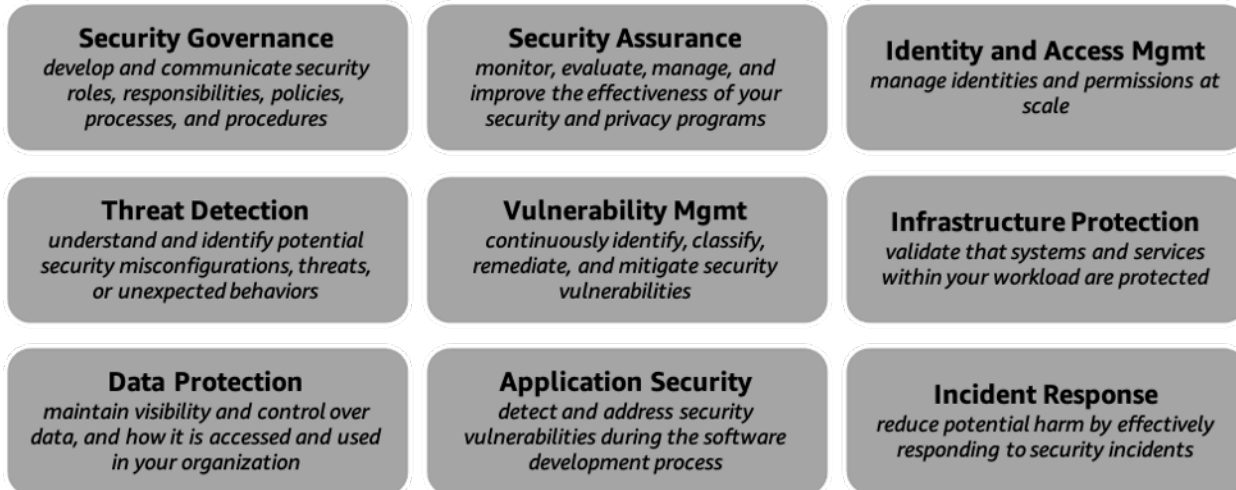 Security Governance
develop and communicate security
roles, responsibilities, policies,
processes, and procedures
Security Assurance
monitor, evaluate, manage, and
improve the effectiveness of your
security and privacy programs
Identity and Access Mgmt
manage identities and permissions at
scale
Threat Detection
understand and identify potential
security misconfigurations, threats,
or unexpected behaviors
Vulnerability Mgmt
continuously identify, classify,
remediate, and mitigate security
vulnerabilities
Infrastructure Protection
validate that systems and services
within your workload are protected
Data Protection
maintain visibility and control over
data, and how it is accessed and used
in your organization
Application Security
detect and address security
vulnerabilities during the software
development process
Incident Response
reduce potential harm by effectively
responding to security incidents